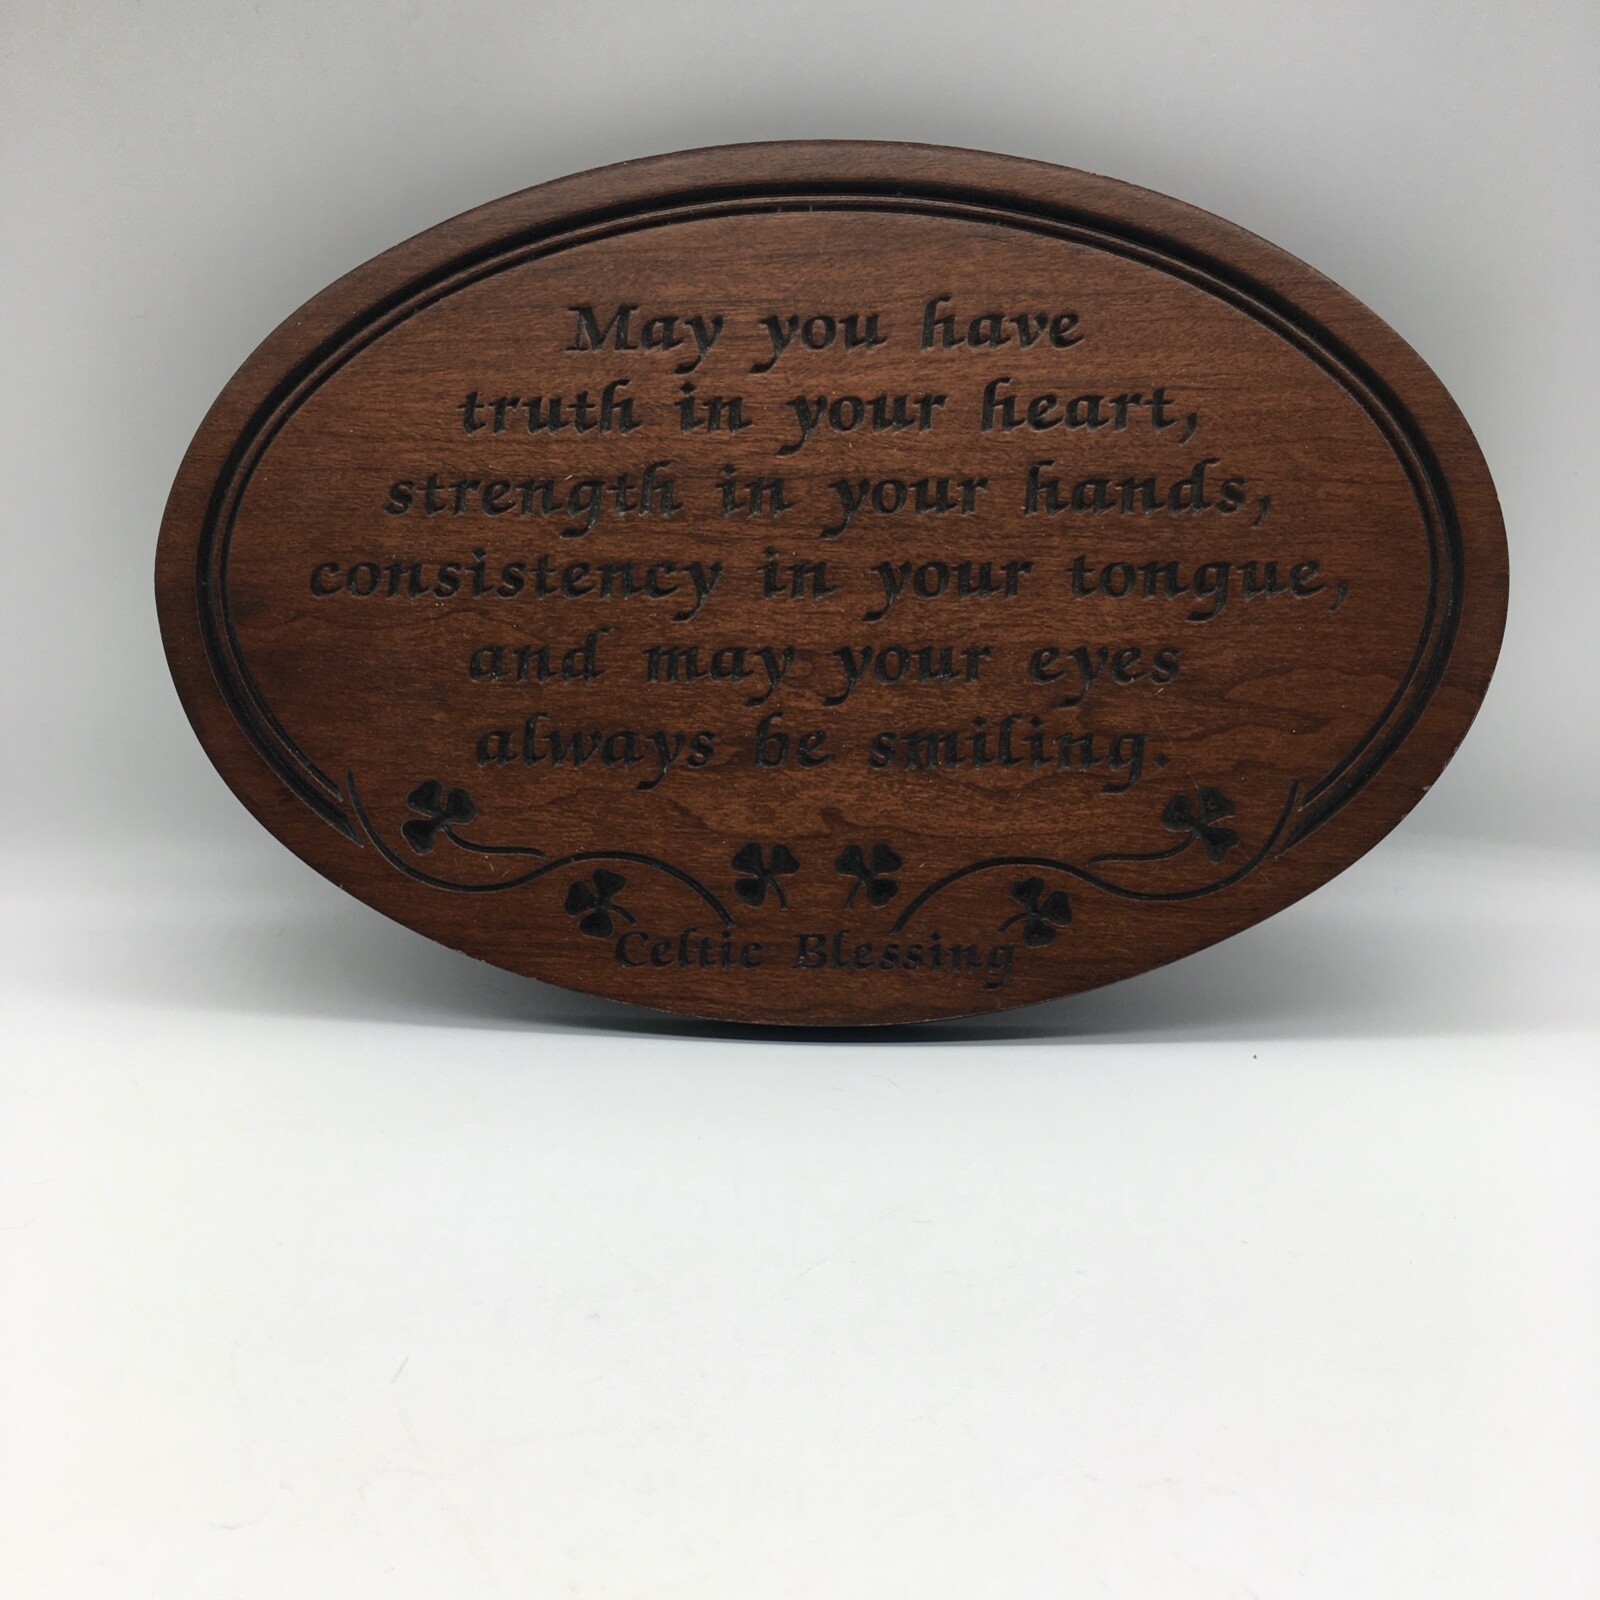 May you have
truth in your heart,
strength in your hands,
consistency in your tongue,
and may your eyes
always be smiling.
Celtic Blessing